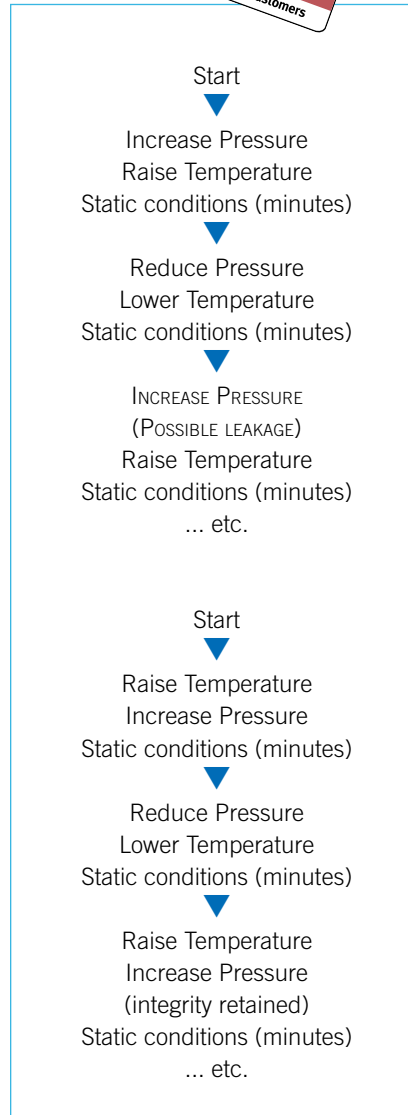 Start
Increase Pressure
Raise Temperature
Static conditions (minutes)
Reduce Pressure
Lower Temperature
Static conditions (minutes)
INCREASE PRESSURE
(POSSIBLE LEAKAGE)
Raise Temperature
Static conditions (minutes)
... etc.
Start
Raise Temperature
Increase Pressure
Static conditions (minutes)
Reduce Pressure
Lower Temperature
Static conditions (minutes)
Raise Temperature
Increase Pressure
(integrity retained)
Static conditions (minutes)
... etc.